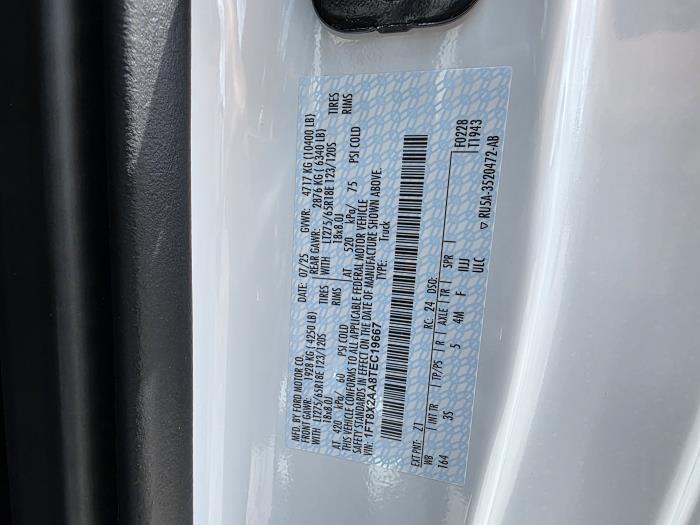 MFD. BY FORD MOTOR CO.
DATE: 07/25 GVWR: 4717 KG (10400 LB)
FRONT GAWR: 1928 KG (4250 LB) REAR GAWR: 2876 KG (6340 LB)
LT275/65R18E 123/120S TIRES WITH LT275/65R18E 123/120S TIRES
18x8.0J RIMS 18x8.0J RIMS
AT 420 kPa/ 60 PSI COLD AT 520 kPa/ 75 PSI COLD
THIS VEHICLE CONFORMS TO ALL APPLICABLE FEDERAL MOTOR VEHICLE
STANDARDS IN EFFECT ON THE DATE OF MANUFACTURE SHOWN ABOVE.
VIN: 1FT8X2AA8TEC19667 TYPE: Truck
F0228
T1943
EXT PNT: Z1 RC: 24 DSO:
WB INT TR TP/PS R AXLE TR SPR
164 3S 5 4M F IIJJ
ULC
▽ RU5A-3520472-AB